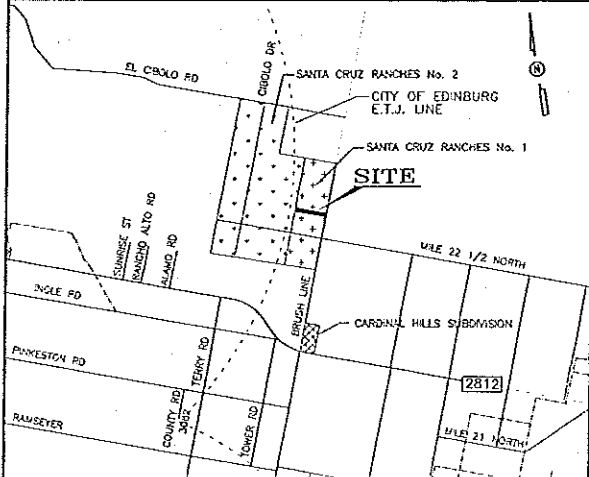 EL CIBOLO RD
CIBOLO DR
SANTA CRUZ RANCHES No. 2
CITY OF EDINBURG
E.T.J. LINE
N
SANTA CRUZ RANCHES No. 1
SITE
SUNRISE ST
RANCHO ALTO RD
ALAMO RD
MILE 22 1/2 NORTH
INGLE RD
BRUSH LINE
CARDINAL HILLS SUBDIVISION
PINKESTON RD
TERRY RD
2812
COUNTY RD
3682
TOWER RD
RAMSEYER
MILE 21 NORTH